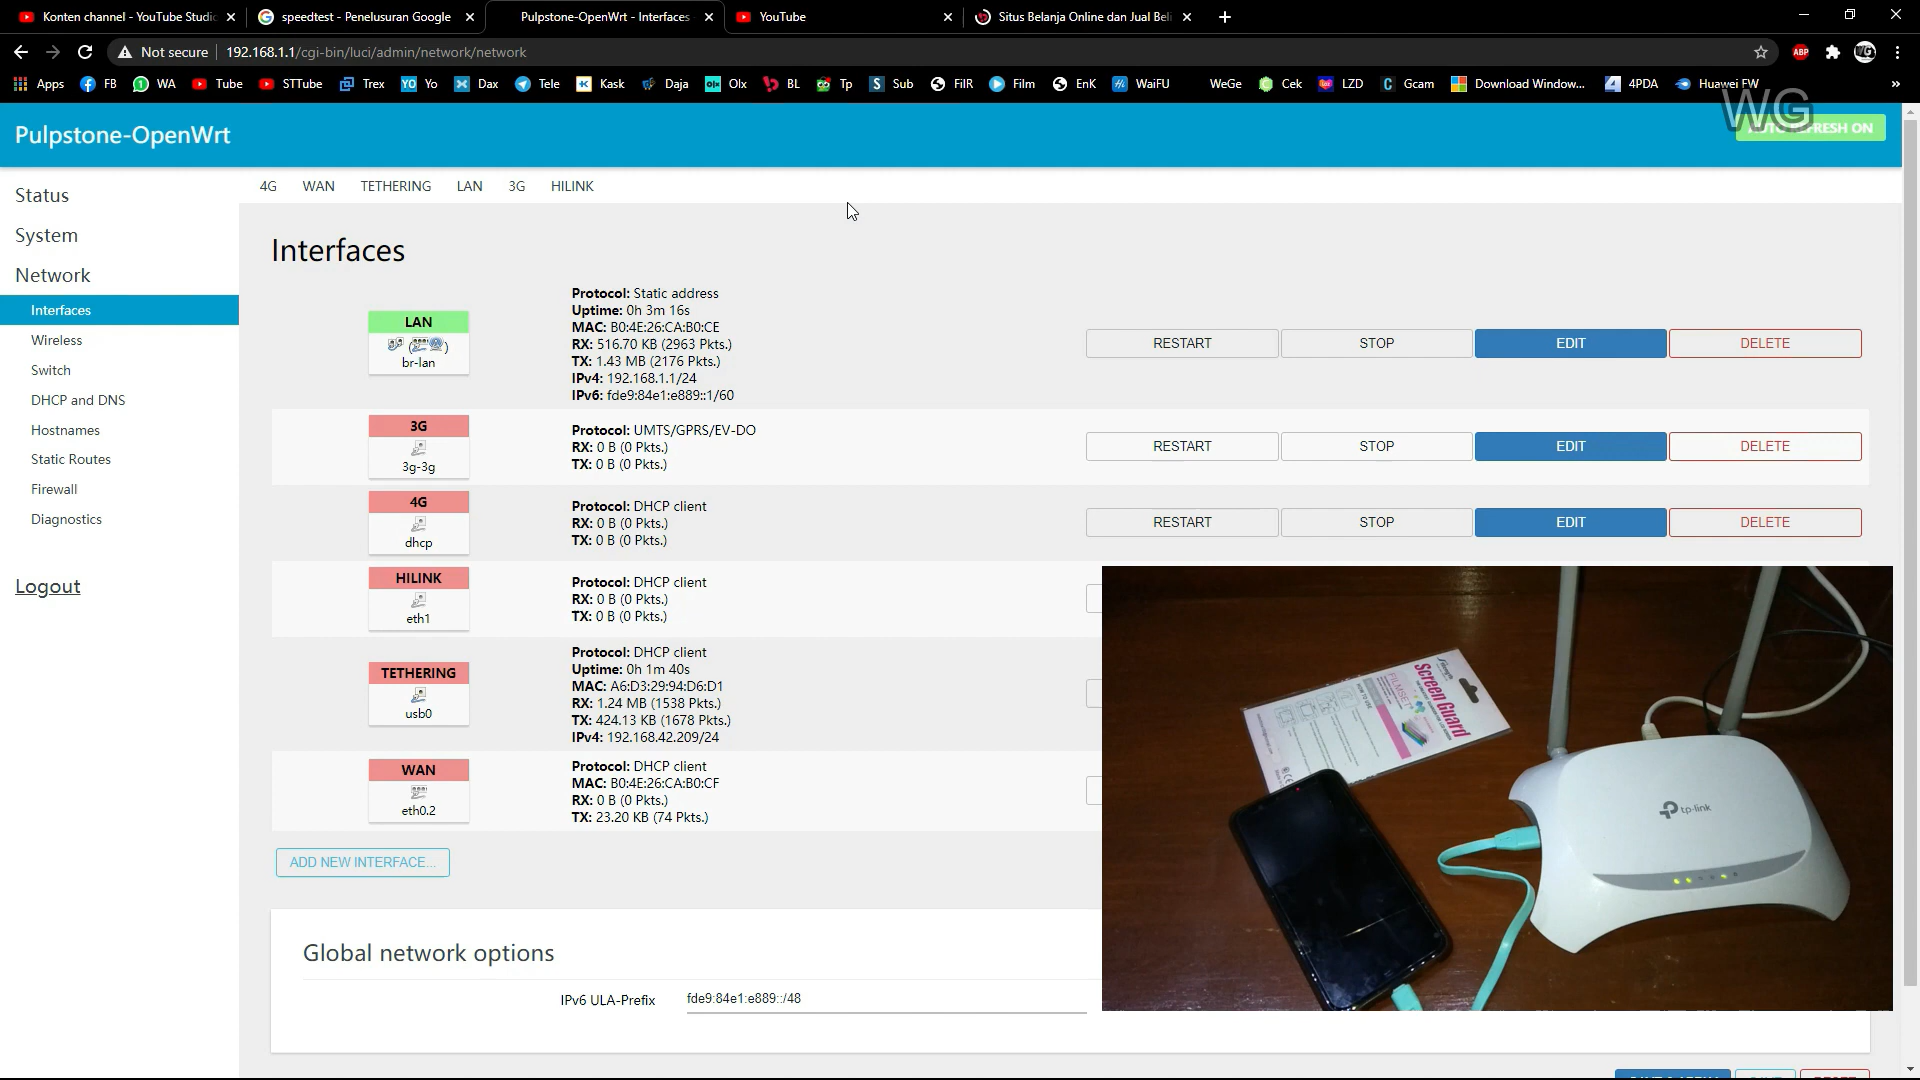 Konten channel - YouTube Studio
speedtest - Penelusuran Google
Pulpstone-OpenWrt - Interfaces
YouTube
Situs Belanja Online dan Jual Beli
Not secure
192.168.1.1/cgi-bin/luci/admin/network/network
ABP
Apps FB WA Tube STTube Trex Yo Dax Tele Kask Daja Olx BL Tp Sub FilR Film EnK WaiFU WeGe Cek LZD Gcam Download Window... 4PDA Huawei FW »
WG
Pulpstone-OpenWrt
AUTO REFRESH ON
Status
System
Network
Interfaces
Wireless
Switch
DHCP and DNS
Hostnames
Static Routes
Firewall
Diagnostics
Logout
4G WAN TETHERING LAN 3G HILINK
Interfaces
LAN
br-lan
Protocol: Static address
Uptime: 0h 3m 16s
MAC: B0:4E:26:CA:B0:CE
RX: 516.70 KB (2963 Pkts.)
TX: 1.43 MB (2176 Pkts.)
IPv4: 192.168.1.1/24
IPv6: fde9:84e1:e889::1/60
RESTART STOP EDIT DELETE
3G
3g-3g
Protocol: UMTS/GPRS/EV-DO
RX: 0 B (0 Pkts.)
TX: 0 B (0 Pkts.)
RESTART STOP EDIT DELETE
4G
dhcp
Protocol: DHCP client
RX: 0 B (0 Pkts.)
TX: 0 B (0 Pkts.)
RESTART STOP EDIT DELETE
HILINK
eth1
Protocol: DHCP client
RX: 0 B (0 Pkts.)
TX: 0 B (0 Pkts.)
TETHERING
usb0
Protocol: DHCP client
Uptime: 0h 1m 40s
MAC: A6:D3:29:94:D6:D1
RX: 1.24 MB (1538 Pkts.)
TX: 424.13 KB (1678 Pkts.)
IPv4: 192.168.42.209/24
WAN
eth0.2
Protocol: DHCP client
MAC: B0:4E:26:CA:B0:CF
RX: 0 B (0 Pkts.)
TX: 23.20 KB (74 Pkts.)
ADD NEW INTERFACE...
Global network options
IPv6 ULA-Prefix
fde9:84e1:e889::/48
Screen Guard
tp-link